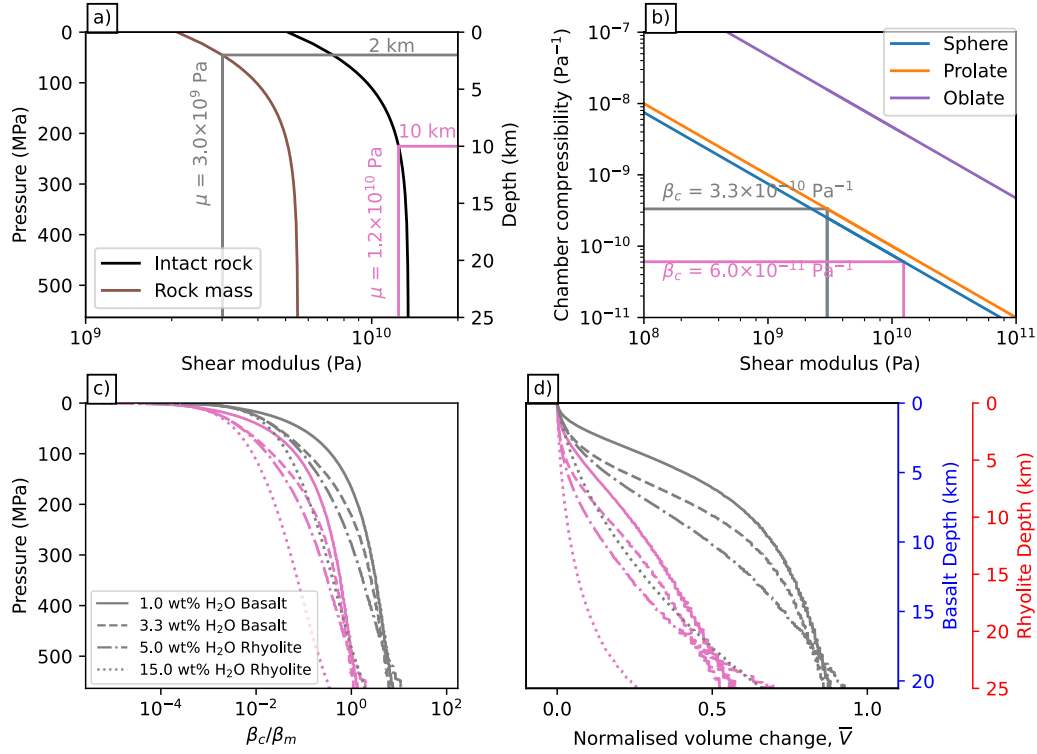 a)
0
100
200
300
400
500
Pressure (MPa)
2 km
10 km
μ = 3.0×10⁹ Pa
μ = 1.2×10¹⁰ Pa
Intact rock
Rock mass
0
5
10
15
20
25
Depth (km)
10⁹
10¹⁰
Shear modulus (Pa)
b)
10⁻⁷
10⁻⁸
10⁻⁹
10⁻¹⁰
10⁻¹¹
Chamber compressibility (Pa⁻¹)
Sphere
Prolate
Oblate
β_c = 3.3×10⁻¹⁰ Pa⁻¹
β_c = 6.0×10⁻¹¹ Pa⁻¹
10⁸
10⁹
10¹⁰
10¹¹
Shear modulus (Pa)
c)
0
100
200
300
400
500
Pressure (MPa)
1.0 wt% H₂O Basalt
3.3 wt% H₂O Basalt
5.0 wt% H₂O Rhyolite
15.0 wt% H₂O Rhyolite
10⁻⁴
10⁻²
10⁰
10²
β_c/β_m
d)
0
5
10
15
20
Basalt Depth (km)
0
5
10
15
20
25
Rhyolite Depth (km)
0.0
0.5
1.0
Normalised volume change, V̅